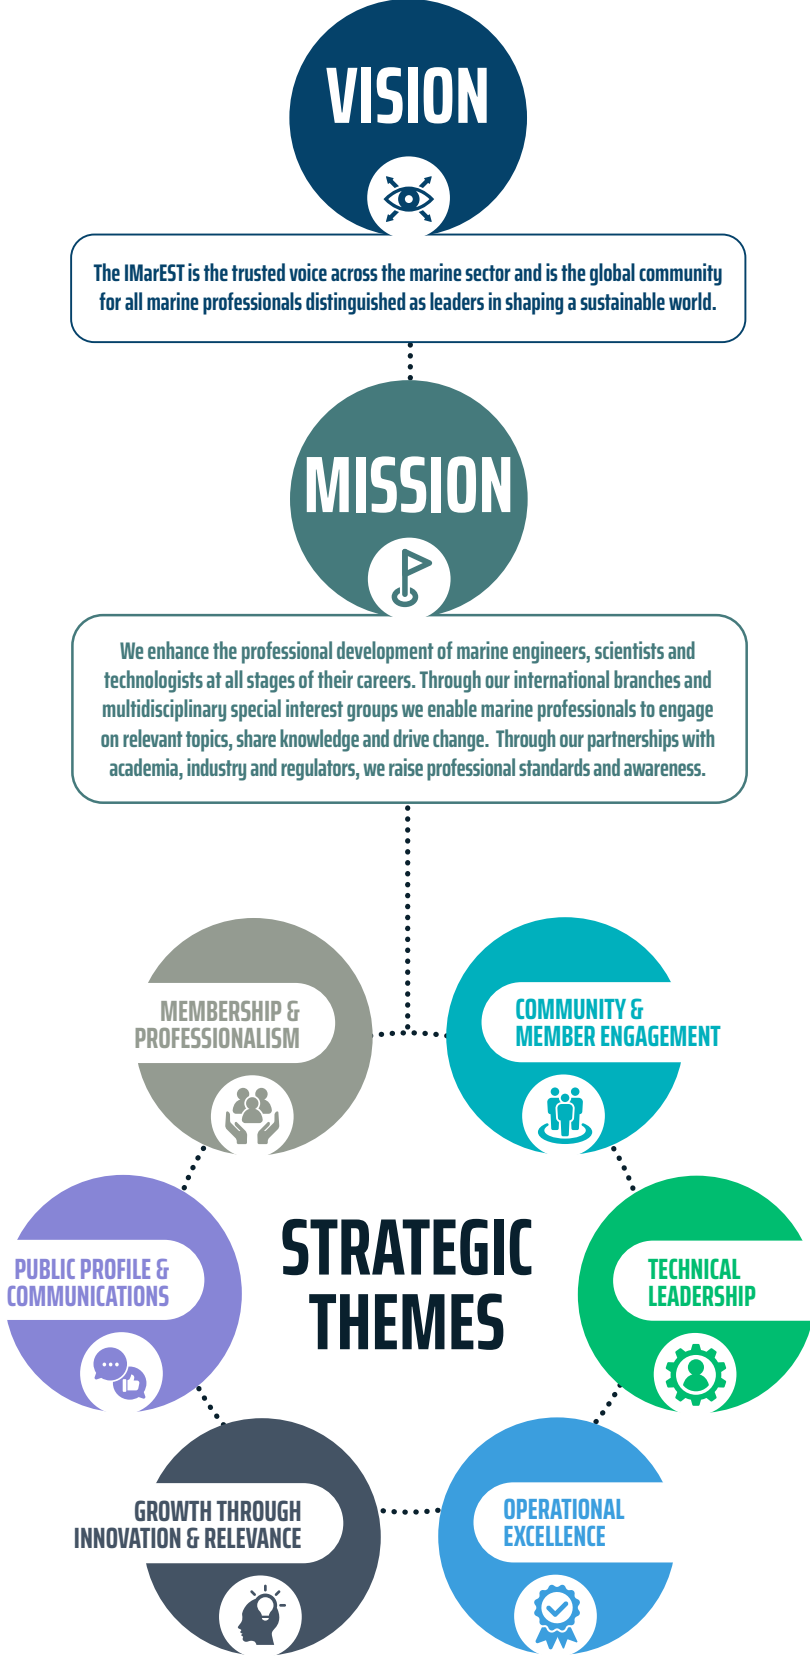 VISION
The IMarEST is the trusted voice across the marine sector and is the global community
for all marine professionals distinguished as leaders in shaping a sustainable world.
MISSION
We enhance the professional development of marine engineers, scientists and
technologists at all stages of their careers. Through our international branches and
multidisciplinary special interest groups we enable marine professionals to engage
on relevant topics, share knowledge and drive change.  Through our partnerships with
academia, industry and regulators, we raise professional standards and awareness.
MEMBERSHIP &
PROFESSIONALISM
COMMUNITY &
MEMBER ENGAGEMENT
STRATEGIC
THEMES
PUBLIC PROFILE &
COMMUNICATIONS
TECHNICAL
LEADERSHIP
GROWTH THROUGH
INNOVATION & RELEVANCE
OPERATIONAL
EXCELLENCE